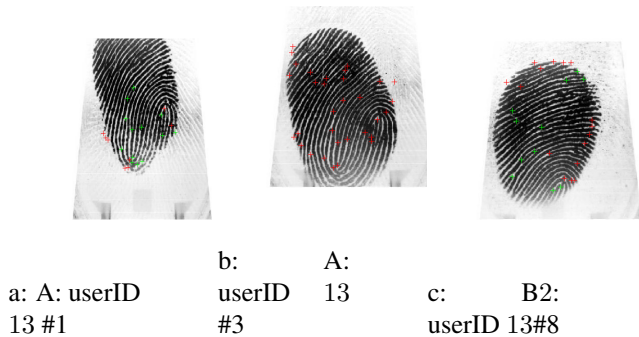 a: A: userID
13 #1
b: A:
userID 13
#3
c: B2:
userID 13#8